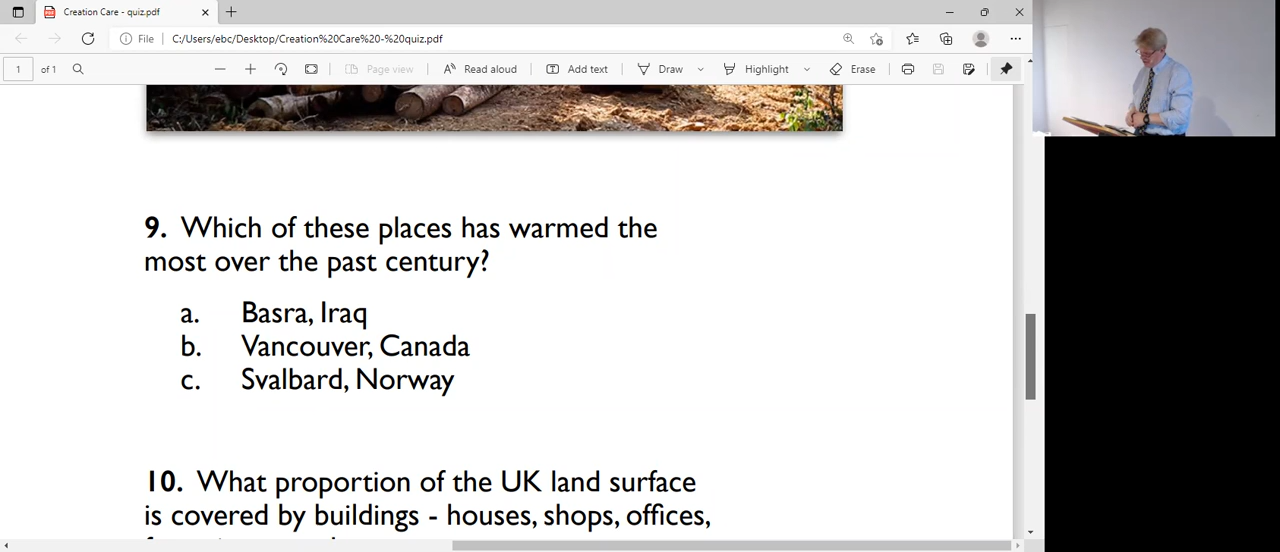 Creation Care - quiz.pdf
File
C:/Users/ebc/Desktop/Creation%20Care%20-%20quiz.pdf
1 of 1
Page view
Read aloud
Add text
Draw
Highlight
Erase
9. Which of these places has warmed the
most over the past century?
a. Basra, Iraq
b. Vancouver, Canada
c. Svalbard, Norway
10. What proportion of the UK land surface
is covered by buildings - houses, shops, offices,